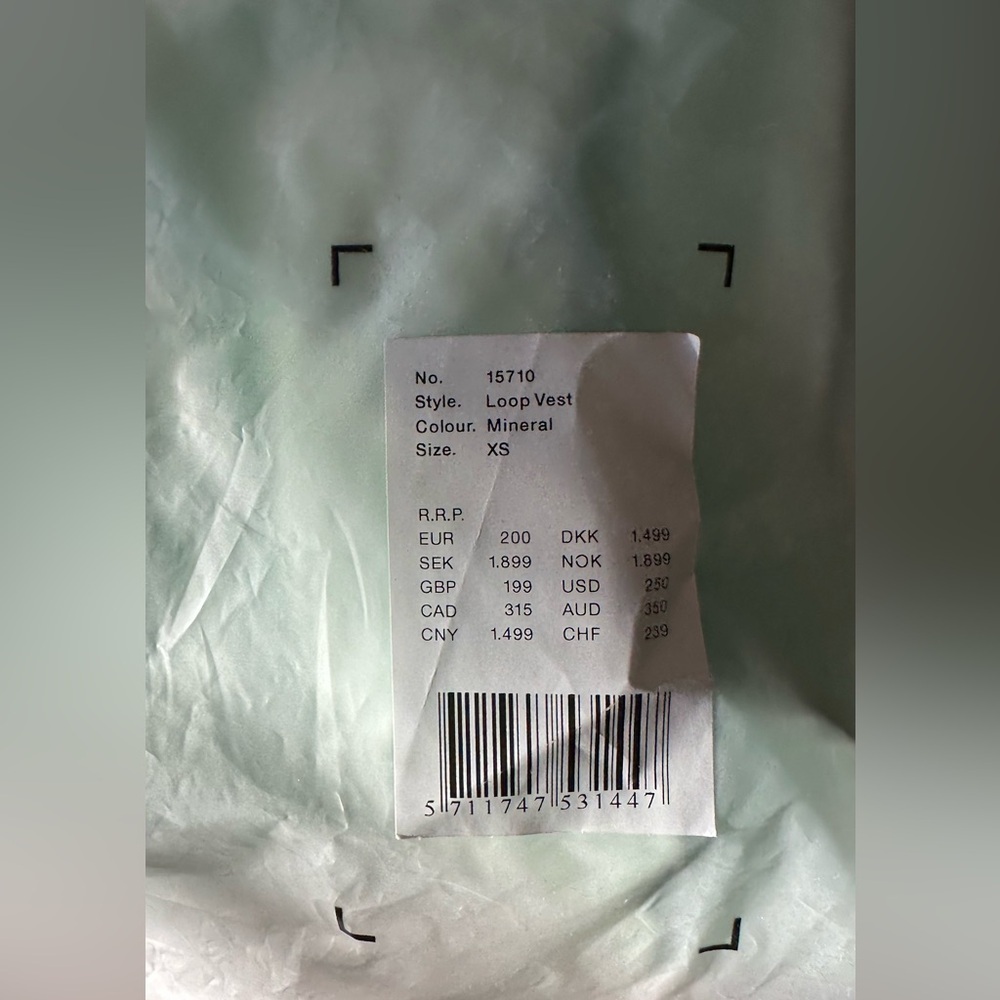 No. 15710
Style. Loop Vest
Colour. Mineral
Size. XS
R.R.P.
EUR 200 DKK 1.499
SEK 1.899 NOK 1.899
GBP 199 USD 250
CAD 315 AUD 350
CNY 1.499 CHF 239
5 711747 531447